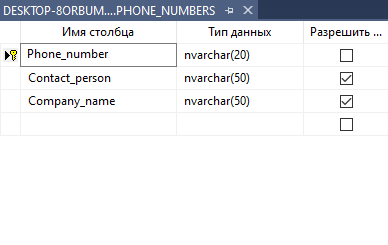 DESKTOP-8ORBUM....PHONE_NUMBERS
Имя столбца Тип данных Разрешить ...
Phone_number nvarchar(20)
Contact_person nvarchar(50)
Company_name nvarchar(50)